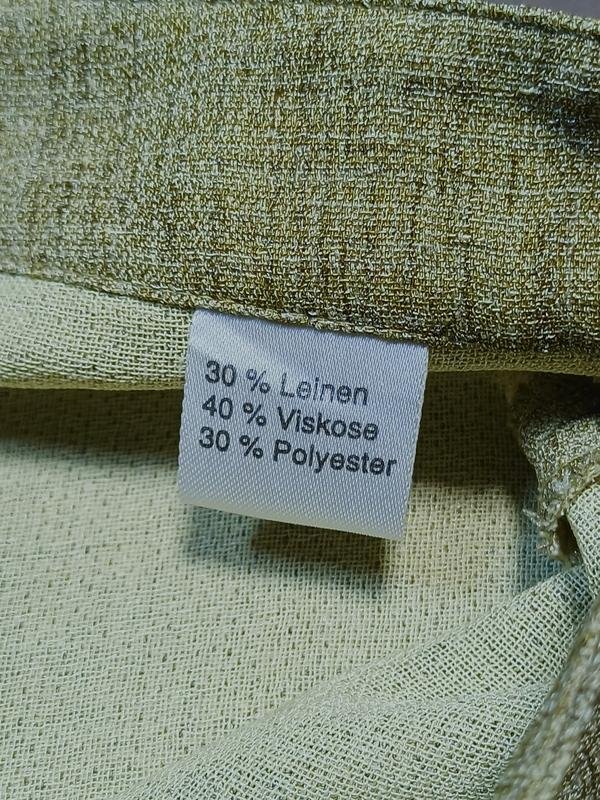 30 % Leinen
40 % Viskose
30 % Polyester